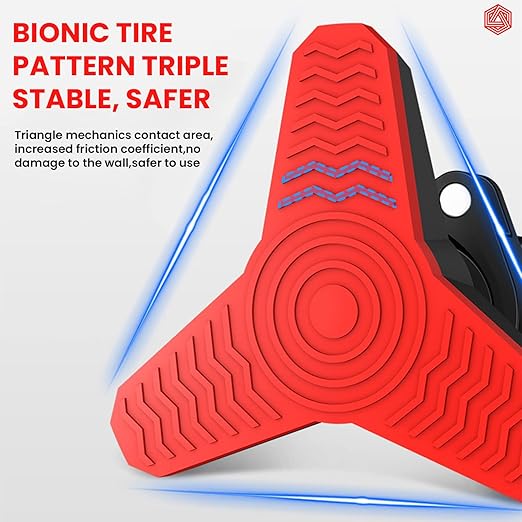 BIONIC TIRE
PATTERN TRIPLE
STABLE, SAFER
Triangle mechanics contact area,
increased friction coefficient,no
damage to the wall,safer to use